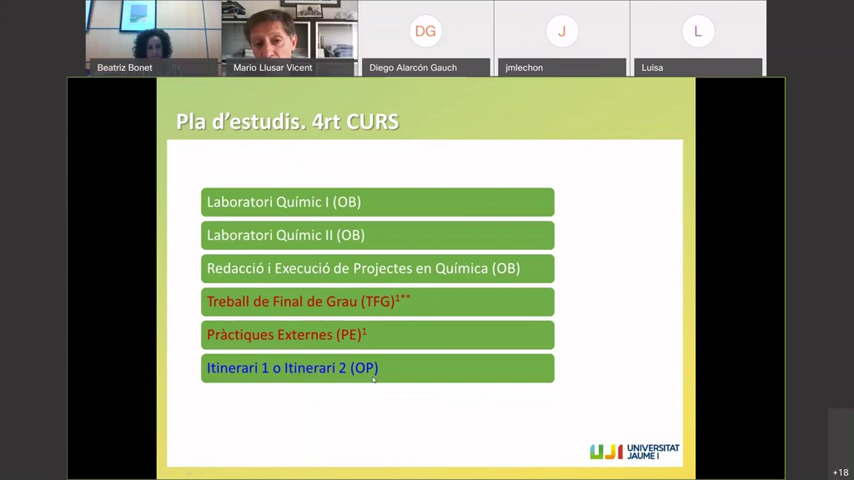 DG
J
L
Beatriz Bonet
Mario Llusar Vicent
Diego Alarcón Gauch
jmlechon
Luisa
Pla d'estudis. 4rt CURS
Laboratori Químic I (OB)
Laboratori Químic II (OB)
Redacció i Execució de Projectes en Química (OB)
Treball de Final de Grau (TFG)1**
Pràctiques Externes (PE)1
Itinerari 1 o Itinerari 2 (OP)
UJI UNIVERSITAT
JAUME I
+18